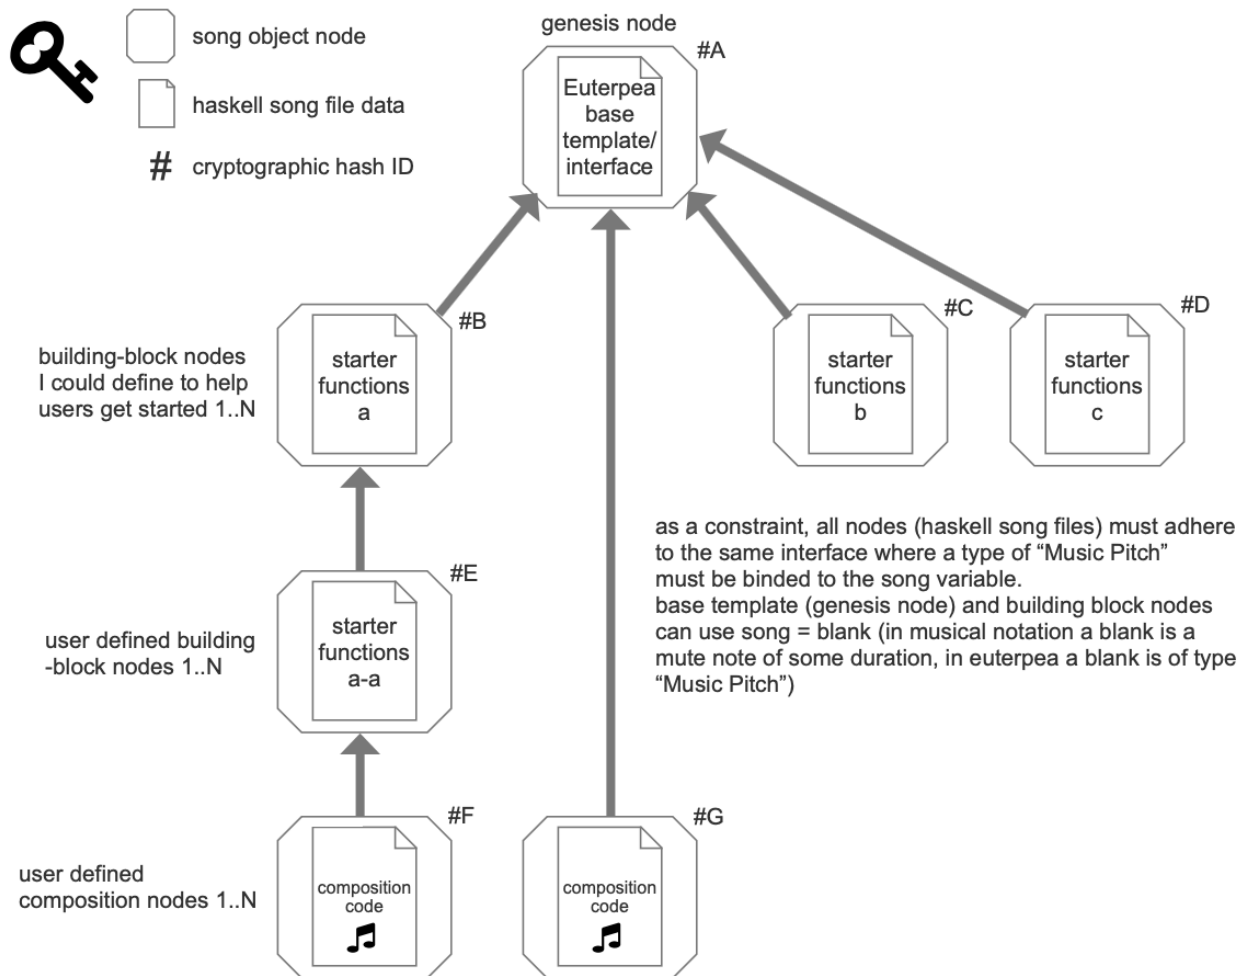 song object node
haskell song file data
#
cryptographic hash ID
genesis node
#A
Euterpea
base
template/
interface
#B
starter
functions
a
building-block nodes
I could define to help
users get started 1..N
#C
starter
functions
b
#D
starter
functions
c
as a constraint, all nodes (haskell song files) must adhere
to the same interface where a type of “Music Pitch”
must be binded to the song variable.
base template (genesis node) and building block nodes
can use song = blank (in musical notation a blank is a
mute note of some duration, in euterpea a blank is of type
“Music Pitch”)
#E
starter
functions
a-a
user defined building
-block nodes 1..N
#F
composition
code
user defined
composition nodes 1..N
#G
composition
code